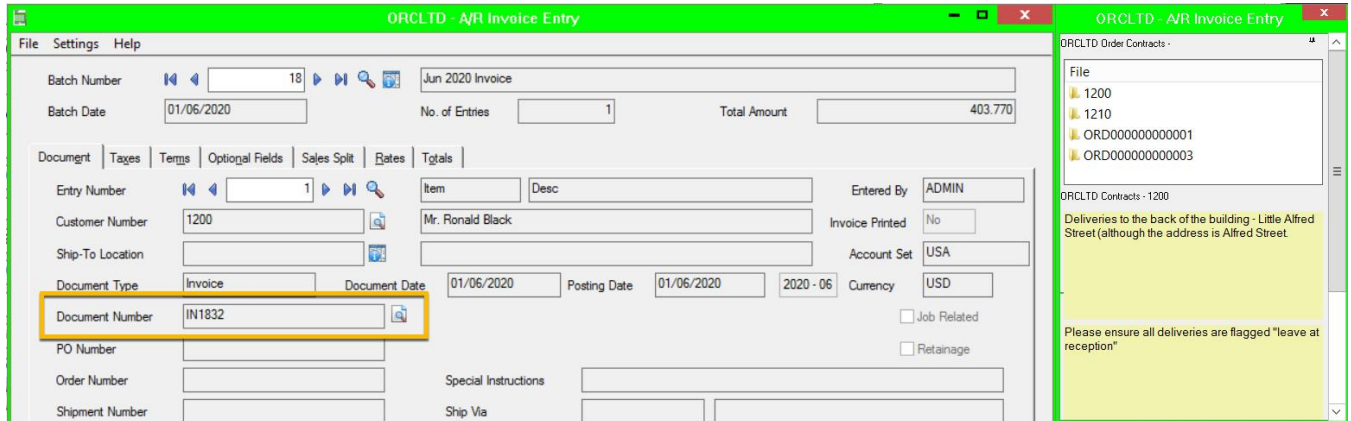 ORCLTD - A/R Invoice Entry
File Settings Help
Batch Number 18 Jun 2020 Invoice
Batch Date 01/06/2020 No. of Entries 1 Total Amount 403.770
Document Taxes Terms Optional Fields Sales Split Rates Totals
Entry Number 1 Item Desc Entered By ADMIN
Customer Number 1200 Mr. Ronald Black Invoice Printed No
Ship-To Location Account Set USA
Document Type Invoice Document Date 01/06/2020 Posting Date 01/06/2020 2020 - 06 Currency USD
Document Number IN1832 Job Related
PO Number Retainage
Order Number Special Instructions
Shipment Number Ship Via
ORCLTD - A/R Invoice Entry
ORCLTD Order Contracts -
File
1200
1210
ORD000000000001
ORD000000000003
ORCLTD Contracts - 1200
Deliveries to the back of the building - Little Alfred
Street (although the address is Alfred Street.
Please ensure all deliveries are flagged "leave at
reception"